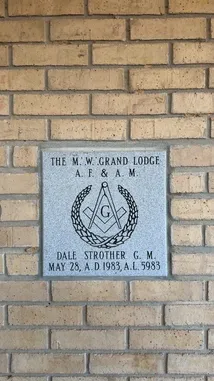 THE M. W. GRAND LODGE
A. F. & A. M.
G
DALE STROTHER G. M.
MAY 28, A.D 1983, A.L. 5983